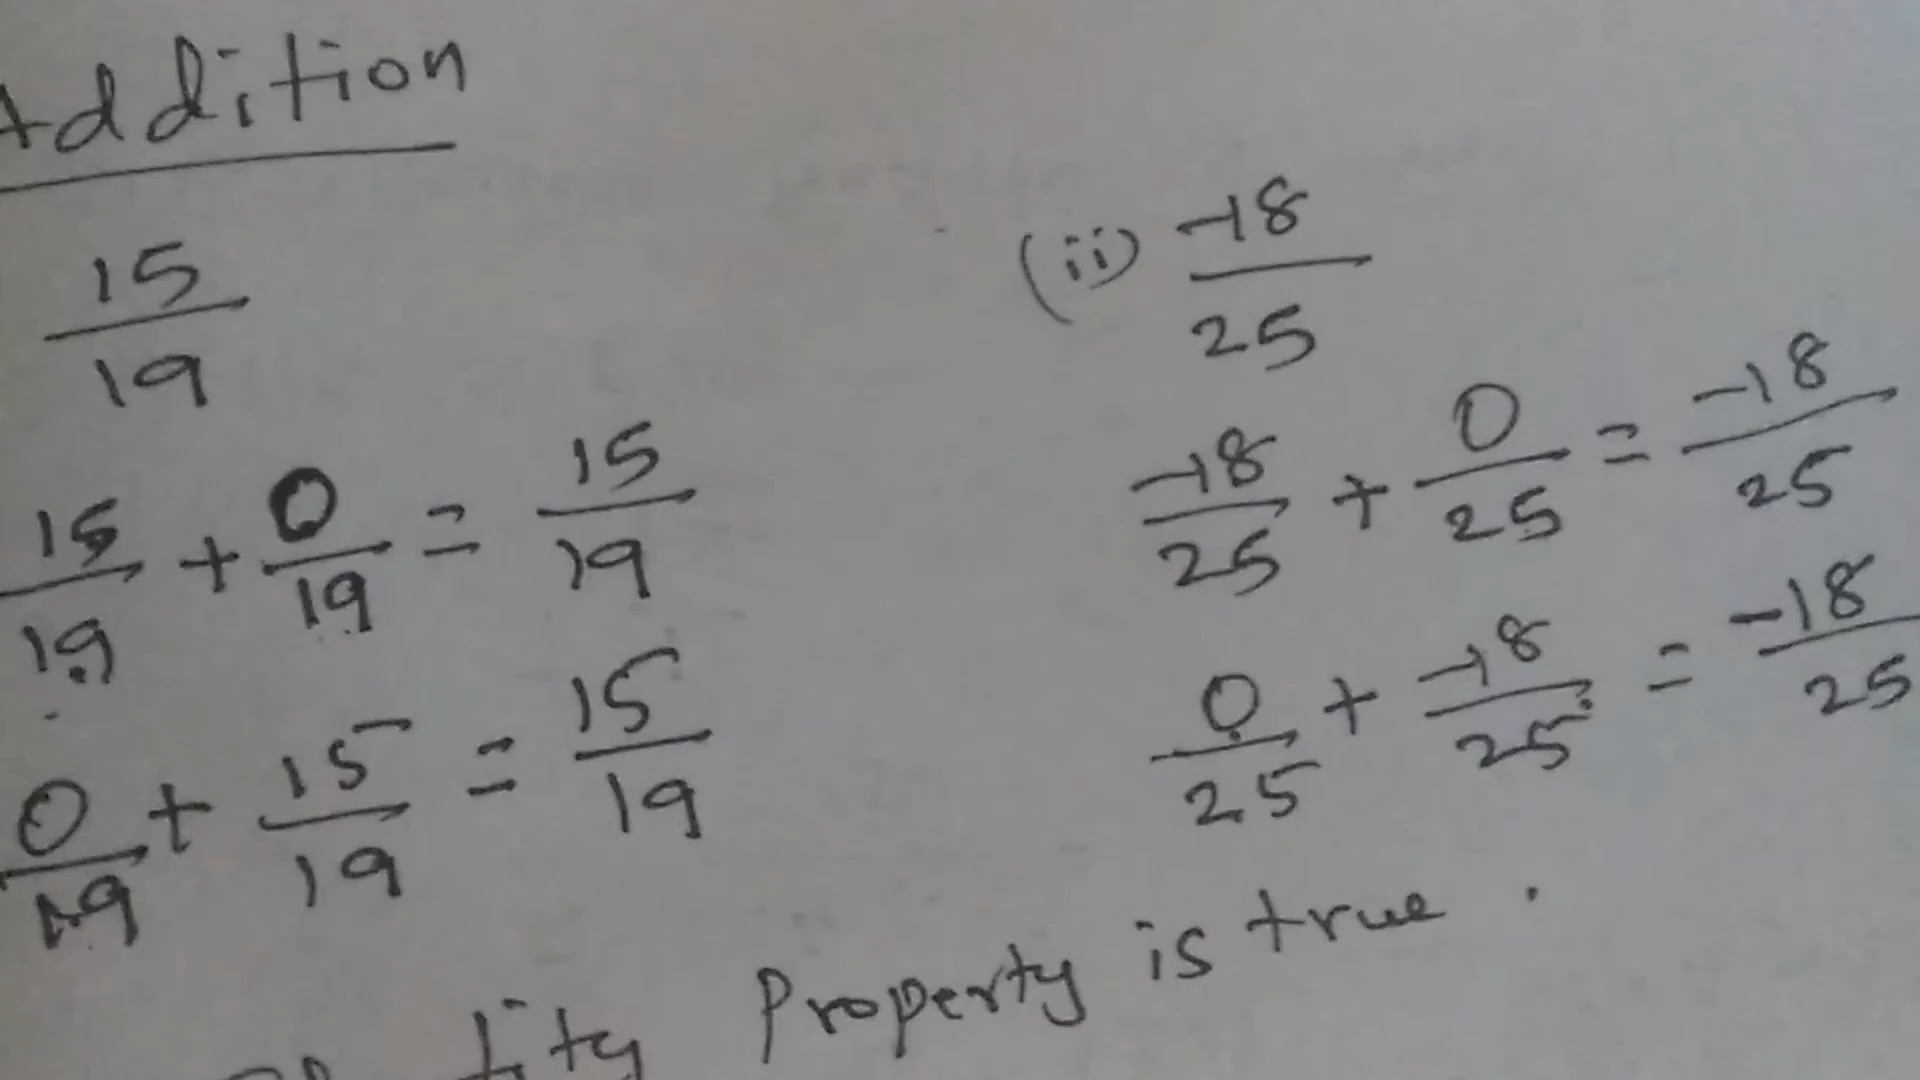 Addition
15/19
15/19 + 0/19 = 15/19
0/19 + 15/19 = 15/19
(ii) -18/25
-18/25 + 0/25 = -18/25
0/25 + -18/25 = -18/25
Property is true.